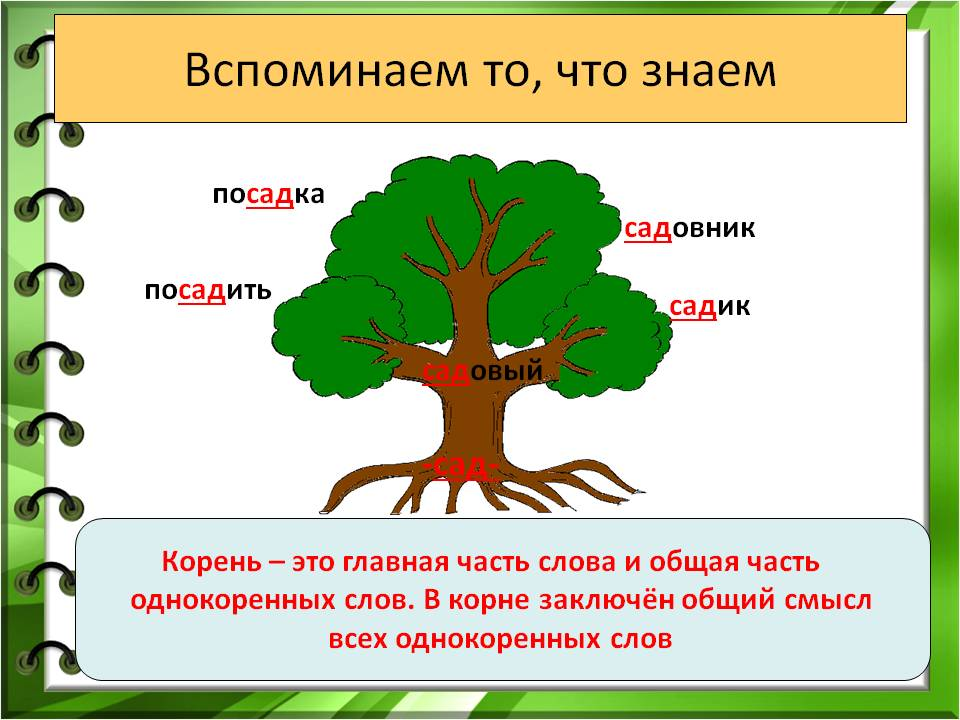 Вспоминаем то, что знаем
посадка
садовник
посадить
садик
садовый
-сад-
Корень – это главная часть слова и общая часть
однокоренных слов. В корне заключён общий смысл
всех однокоренных слов